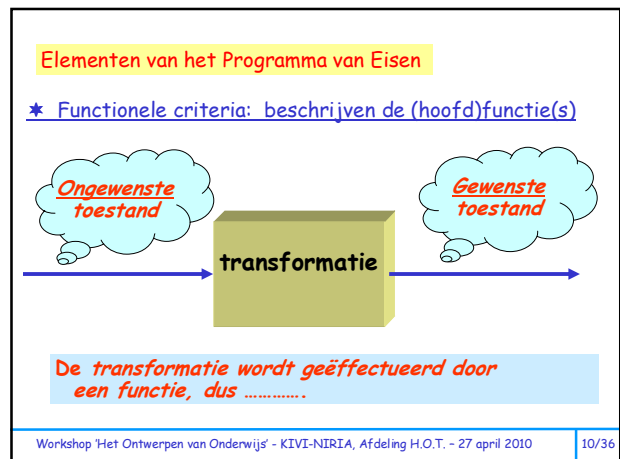 Elementen van het Programma van Eisen
✶ Functionele criteria: beschrijven de (hoofd)functie(s)
Ongewenste
toestand
Gewenste
toestand
transformatie
De transformatie wordt geëffectueerd door
een functie, dus ………….
Workshop 'Het Ontwerpen van Onderwijs' - KIVI-NIRIA, Afdeling H.O.T. – 27 april 2010
10/36